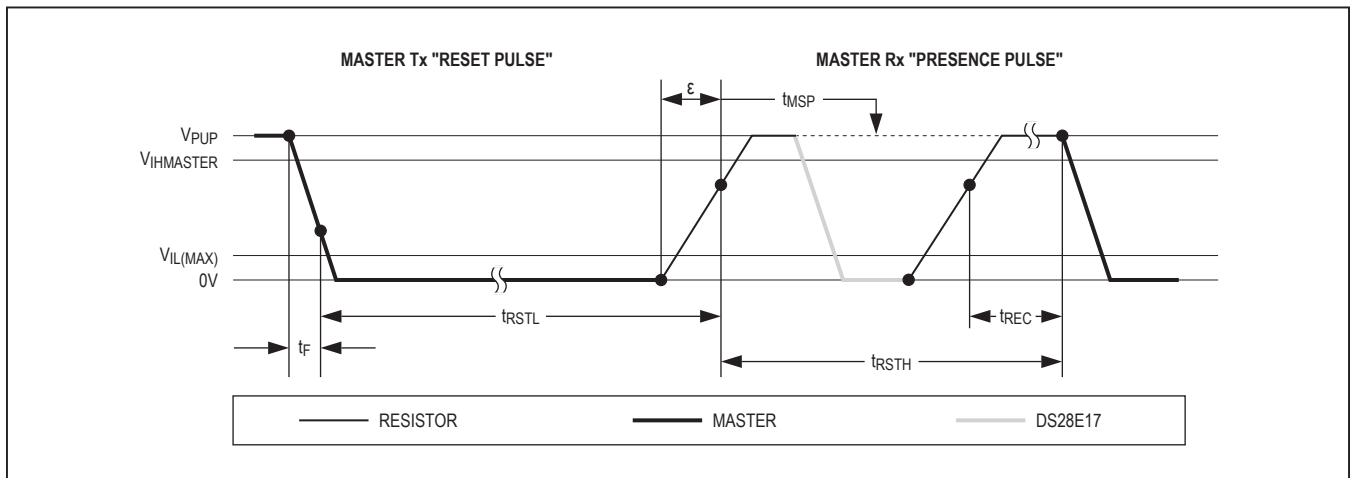 MASTER Tx "RESET PULSE"
MASTER Rx "PRESENCE PULSE"
ε
tMSP
VPUP
VIHMASTER
VIL(MAX)
0V
tRSTL
tREC
tF
tRSTH
RESISTOR
MASTER
DS28E17